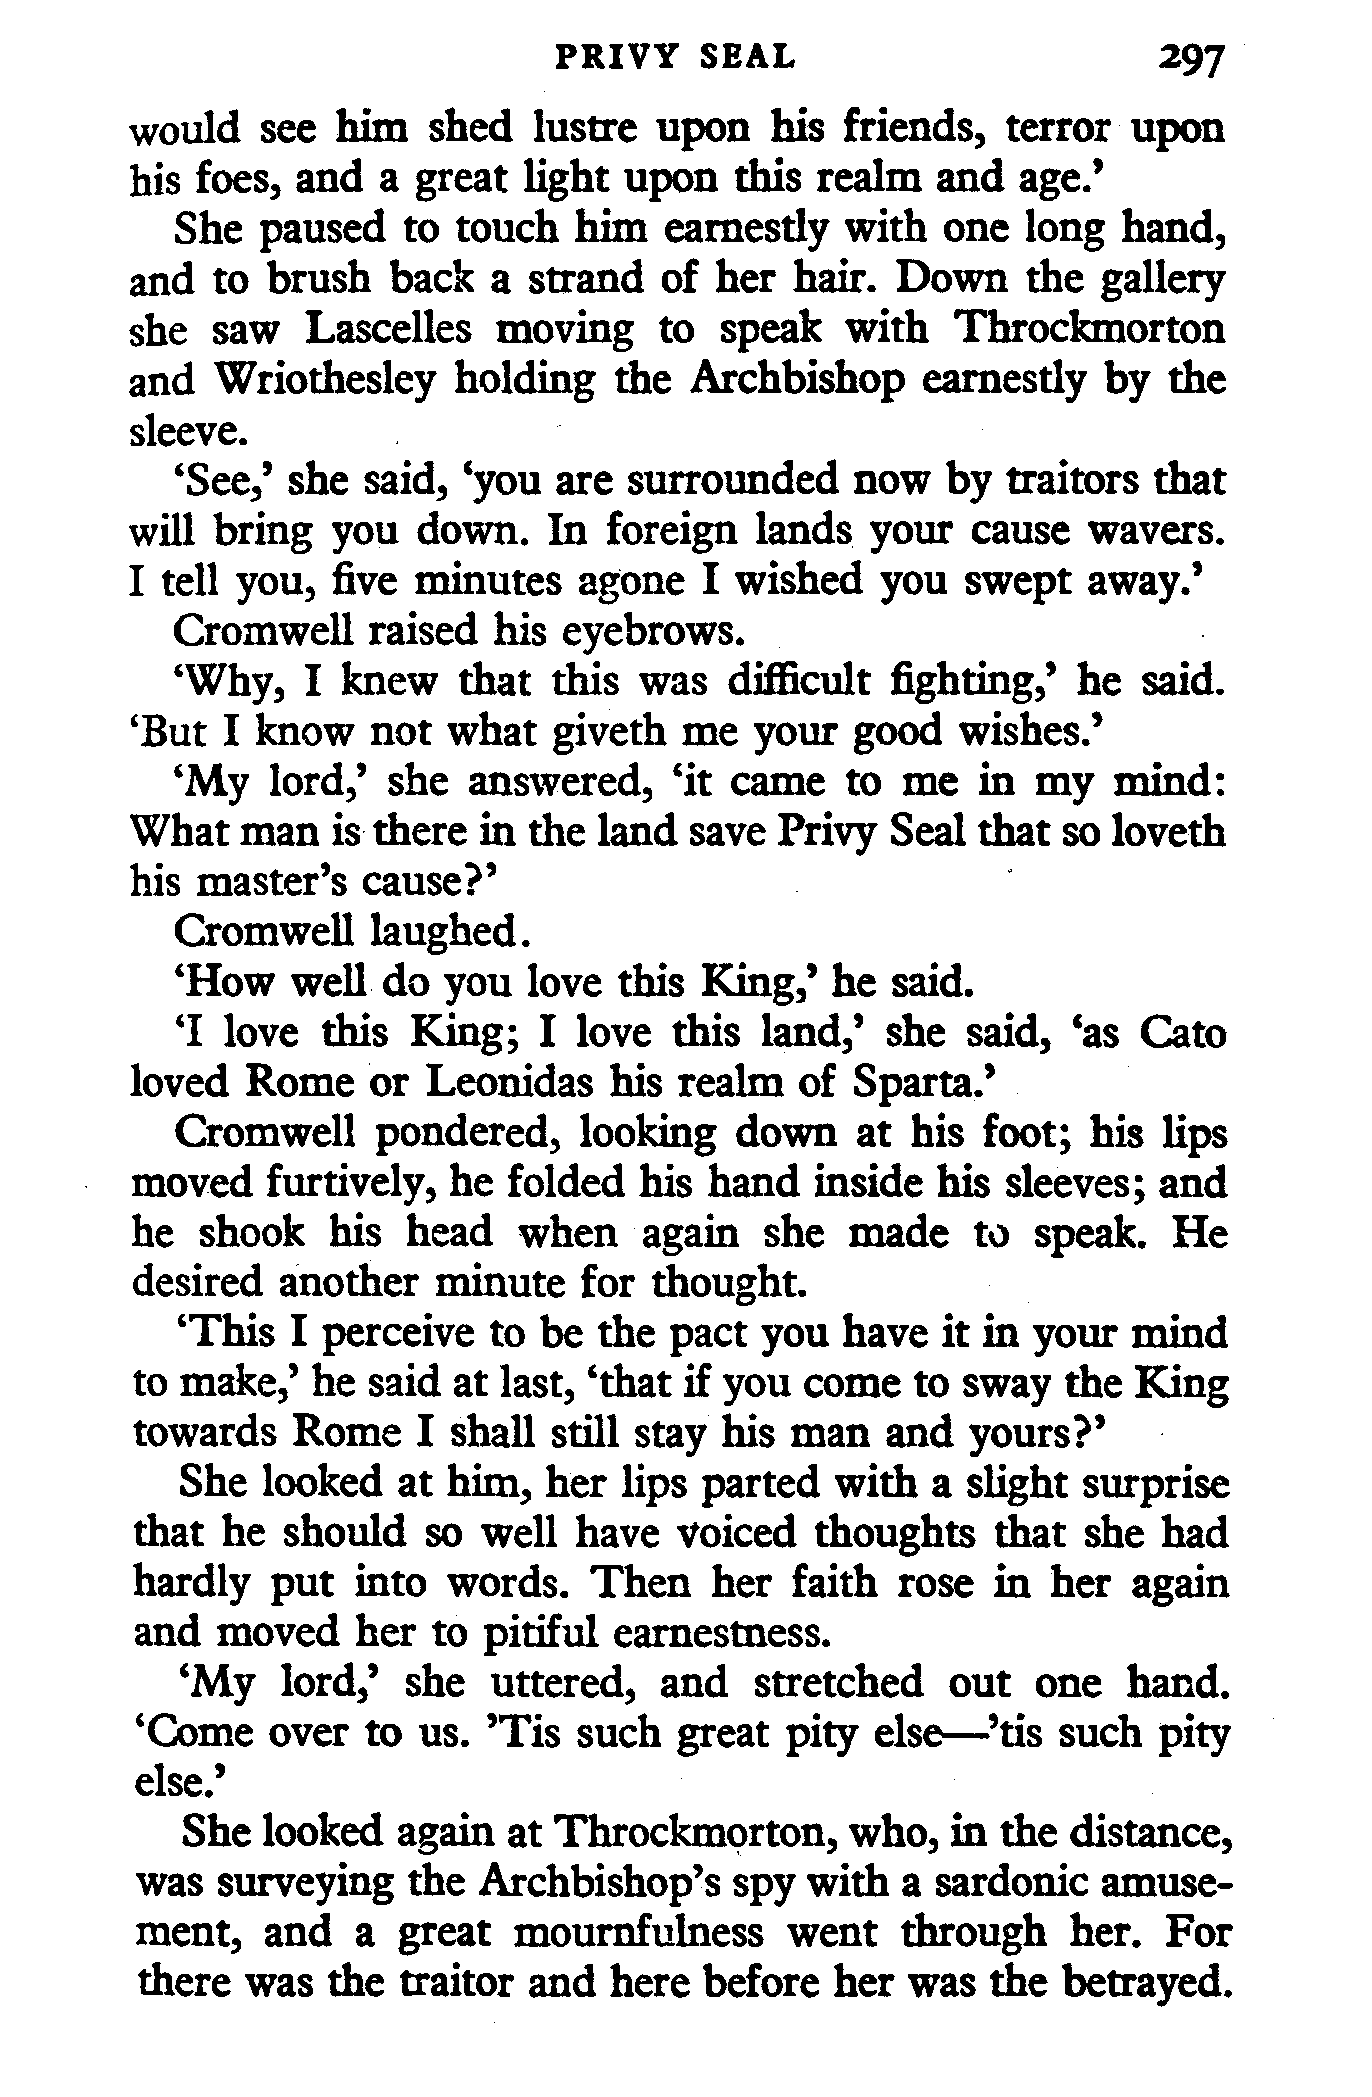 PRIVY SEAL 297
would see him shed lustre upon his friends, terror upon
his foes, and a great light upon this realm and age.’
She paused to touch him earnestly with one long hand,
and to brush back a strand of her hair. Down the gallery
she saw Lascelles moving to speak with Throckmorton
and Wriothesley holding the Archbishop earnestly by the
sleeve.
‘See,’ she said, ‘you are surrounded now by traitors that
will bring you down. In foreign lands your cause wavers.
I tell you, five minutes agone I wished you swept away.’
Cromwell raised his eyebrows.
‘Why, I knew that this was difficult fighting,’ he said.
‘But I know not what giveth me your good wishes.’
‘My lord,’ she answered, ‘it came to me in my mind:
What man is there in the land save Privy Seal that so loveth
his master’s cause?’
Cromwell laughed.
‘How well do you love this King,’ he said.
‘I love this King; I love this land,’ she said, ‘as Cato
loved Rome or Leonidas his realm of Sparta.’
Cromwell pondered, looking down at his foot; his lips
moved furtively, he folded his hand inside his sleeves; and
he shook his head when again she made to speak. He
desired another minute for thought.
‘This I perceive to be the pact you have it in your mind
to make,’ he said at last, ‘that if you come to sway the King
towards Rome I shall still stay his man and yours?’
She looked at him, her lips parted with a slight surprise
that he should so well have voiced thoughts that she had
hardly put into words. Then her faith rose in her again
and moved her to pitiful earnestness.
‘My lord,’ she uttered, and stretched out one hand.
‘Come over to us. ’Tis such great pity else—’tis such pity
else.’
She looked again at Throckmorton, who, in the distance,
was surveying the Archbishop’s spy with a sardonic amuse-
ment, and a great mournfulness went through her. For
there was the traitor and here before her was the betrayed.